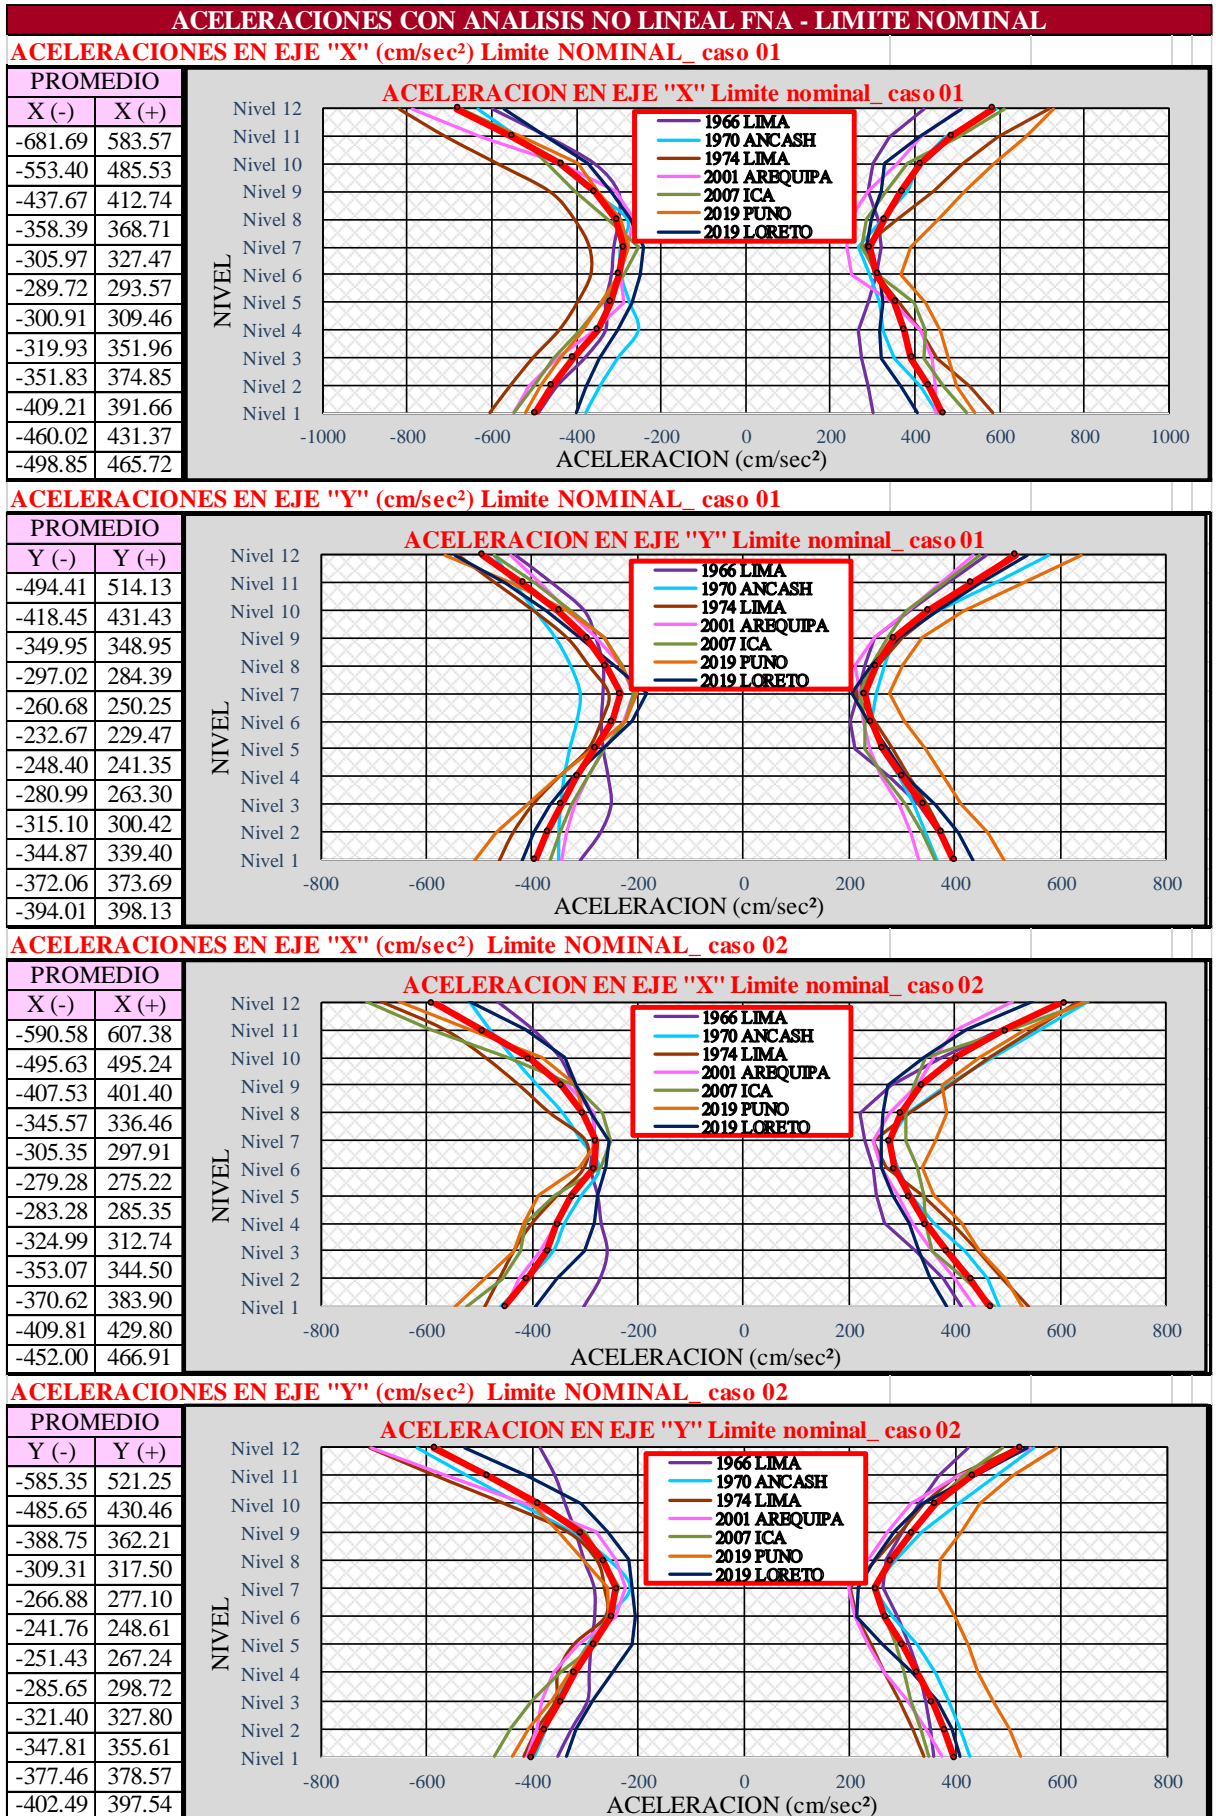 ACELERACIONES CON ANALISIS NO LINEAL FNA - LIMITE NOMINAL
ACELERACIONES EN EJE "X" (cm/sec²) Limite NOMINAL_ caso 01
PROMEDIO
X (-) X (+)
-681.69 583.57
-553.40 485.53
-437.67 412.74
-358.39 368.71
-305.97 327.47
-289.72 293.57
-300.91 309.46
-319.93 351.96
-351.83 374.85
-409.21 391.66
-460.02 431.37
-498.85 465.72
ACELERACION EN EJE "X" Limite nominal_ caso 01
1966 LIMA
1970 ANCASH
1974 LIMA
2001 AREQUIPA
2007 ICA
2019 PUNO
2019 LORETO
NIVEL
Nivel 12
Nivel 11
Nivel 10
Nivel 9
Nivel 8
Nivel 7
Nivel 6
Nivel 5
Nivel 4
Nivel 3
Nivel 2
Nivel 1
-1000 -800 -600 -400 -200 0 200 400 600 800 1000
ACELERACION (cm/sec²)
ACELERACIONES EN EJE "Y" (cm/sec²) Limite NOMINAL_ caso 01
PROMEDIO
Y (-) Y (+)
-494.41 514.13
-418.45 431.43
-349.95 348.95
-297.02 284.39
-260.68 250.25
-232.67 229.47
-248.40 241.35
-280.99 263.30
-315.10 300.42
-344.87 339.40
-372.06 373.69
-394.01 398.13
ACELERACION EN EJE "Y" Limite nominal_ caso 01
1966 LIMA
1970 ANCASH
1974 LIMA
2001 AREQUIPA
2007 ICA
2019 PUNO
2019 LORETO
NIVEL
Nivel 12
Nivel 11
Nivel 10
Nivel 9
Nivel 8
Nivel 7
Nivel 6
Nivel 5
Nivel 4
Nivel 3
Nivel 2
Nivel 1
-800 -600 -400 -200 0 200 400 600 800
ACELERACION (cm/sec²)
ACELERACIONES EN EJE "X" (cm/sec²) Limite NOMINAL_ caso 02
PROMEDIO
X (-) X (+)
-590.58 607.38
-495.63 495.24
-407.53 401.40
-345.57 336.46
-305.35 297.91
-279.28 275.22
-283.28 285.35
-324.99 312.74
-353.07 344.50
-370.62 383.90
-409.81 429.80
-452.00 466.91
ACELERACION EN EJE "X" Limite nominal_ caso 02
1966 LIMA
1970 ANCASH
1974 LIMA
2001 AREQUIPA
2007 ICA
2019 PUNO
2019 LORETO
NIVEL
Nivel 12
Nivel 11
Nivel 10
Nivel 9
Nivel 8
Nivel 7
Nivel 6
Nivel 5
Nivel 4
Nivel 3
Nivel 2
Nivel 1
-800 -600 -400 -200 0 200 400 600 800
ACELERACION (cm/sec²)
ACELERACIONES EN EJE "Y" (cm/sec²) Limite NOMINAL_ caso 02
PROMEDIO
Y (-) Y (+)
-585.35 521.25
-485.65 430.46
-388.75 362.21
-309.31 317.50
-266.88 277.10
-241.76 248.61
-251.43 267.24
-285.65 298.72
-321.40 327.80
-347.81 355.61
-377.46 378.57
-402.49 397.54
ACELERACION EN EJE "Y" Limite nominal_ caso 02
1966 LIMA
1970 ANCASH
1974 LIMA
2001 AREQUIPA
2007 ICA
2019 PUNO
2019 LORETO
NIVEL
Nivel 12
Nivel 11
Nivel 10
Nivel 9
Nivel 8
Nivel 7
Nivel 6
Nivel 5
Nivel 4
Nivel 3
Nivel 2
Nivel 1
-800 -600 -400 -200 0 200 400 600 800
ACELERACION (cm/sec²)